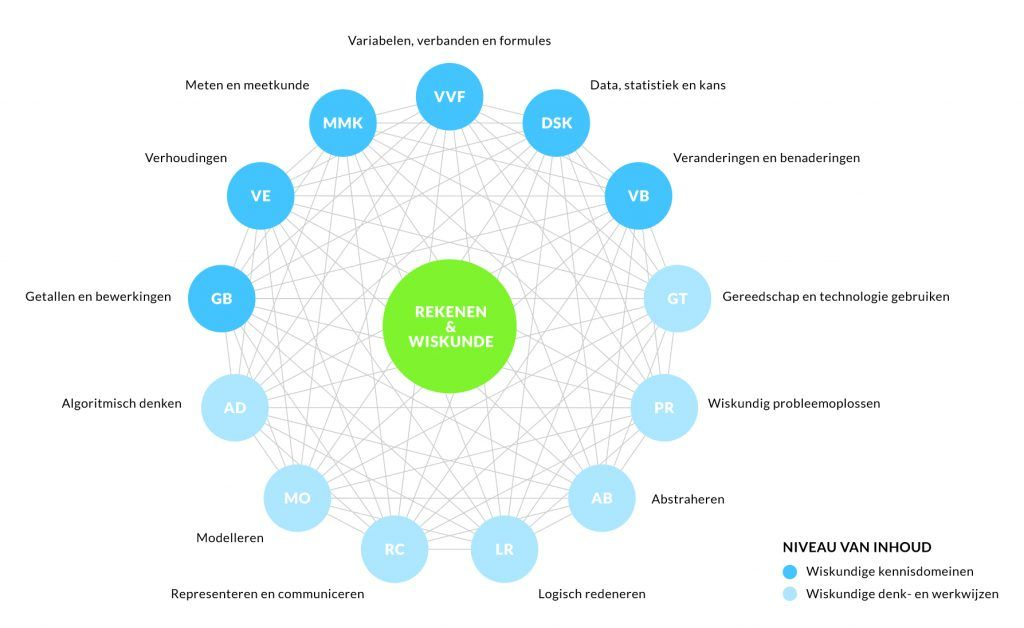 Variabelen, verbanden en formules
Meten en meetkunde
Data, statistiek en kans
VVF
MMK
DSK
Verhoudingen
Veranderingen en benaderingen
VE
VB
Getallen en bewerkingen
GB
GT
Gereedschap en technologie gebruiken
REKENEN
&
WISKUNDE
Algoritmisch denken
AD
PR
Wiskundig probleemoplossen
MO
AB
Abstraheren
Modelleren
RC
LR
Representeren en communiceren
Logisch redeneren
NIVEAU VAN INHOUD
Wiskundige kennisdomeinen
Wiskundige denk- en werkwijzen